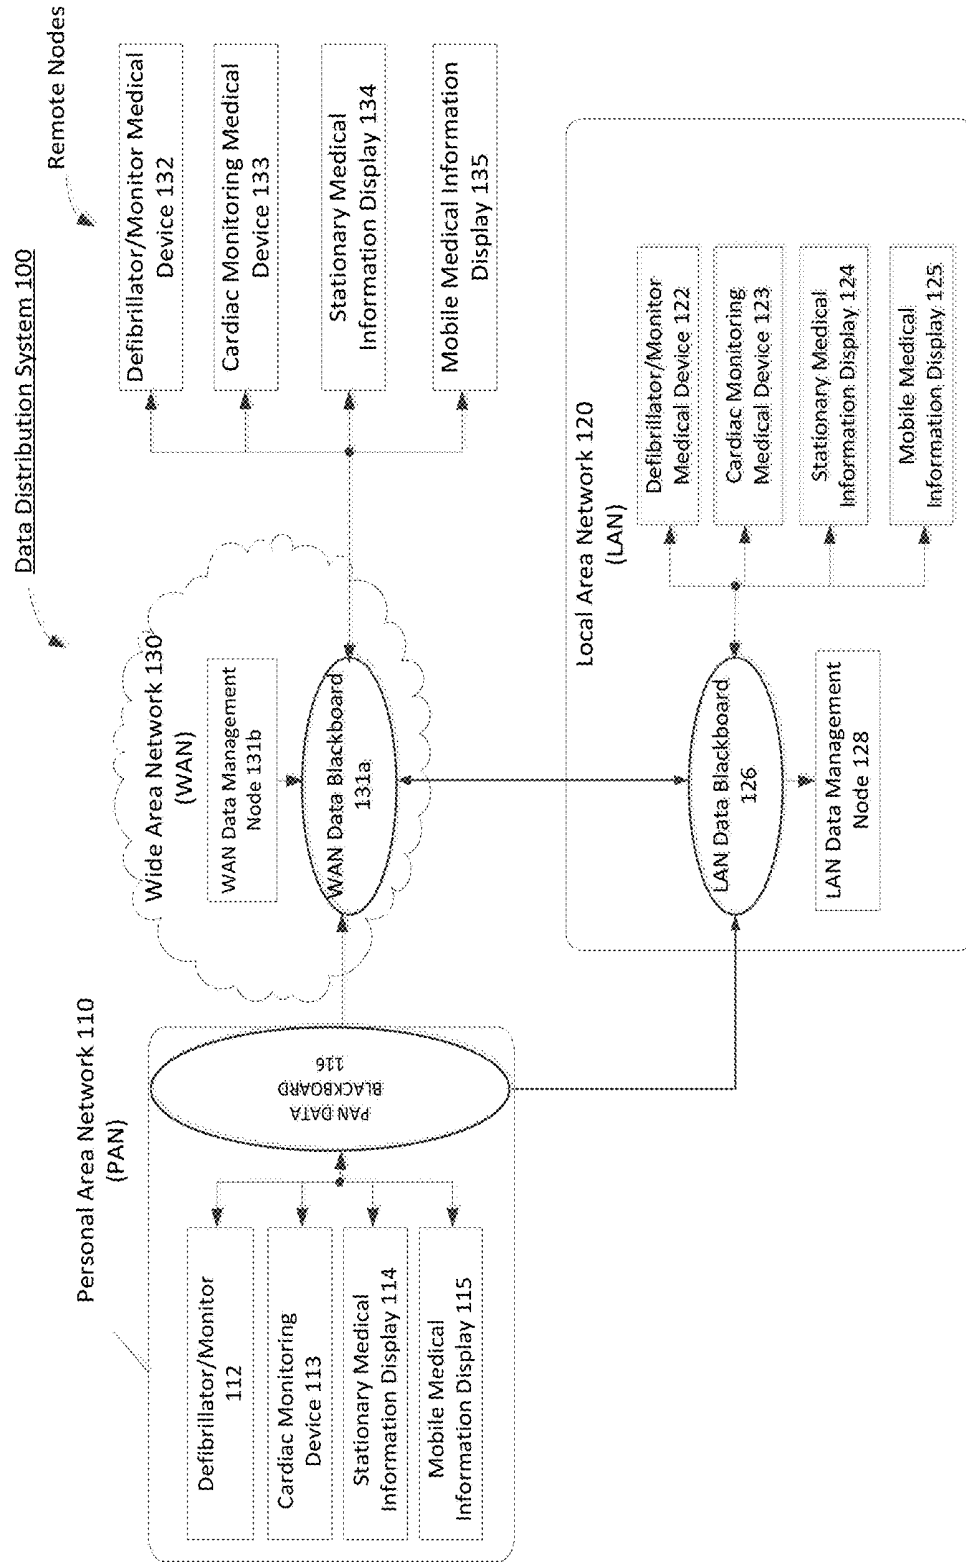 Data Distribution System 100
Remote Nodes
Personal Area Network 110
(PAN)
Defibrillator/Monitor
112
Cardiac Monitoring
Device 113
Stationary Medical
Information Display 114
Mobile Medical
Information Display 115
PAN DATA
BLACKBOARD
116
Wide Area Network 130
(WAN)
WAN Data Management
Node 131b
WAN Data Blackboard
131a
Defibrillator/Monitor Medical
Device 132
Cardiac Monitoring Medical
Device 133
Stationary Medical
Information Display 134
Mobile Medical Information
Display 135
Local Area Network 120
(LAN)
LAN Data Blackboard
126
LAN Data Management
Node 128
Defibrillator/Monitor
Medical Device 122
Cardiac Monitoring
Medical Device 123
Stationary Medical
Information Display 124
Mobile Medical
Information Display 125